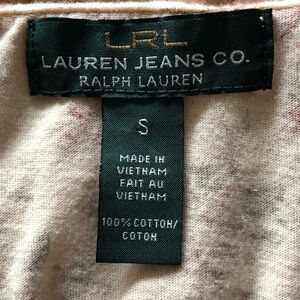 LRL
LAUREN JEANS CO.
RALPH LAUREN
S
MADE IN
VIETNAM
FAIT AU
VIETNAM
100% COTTON/
COTON